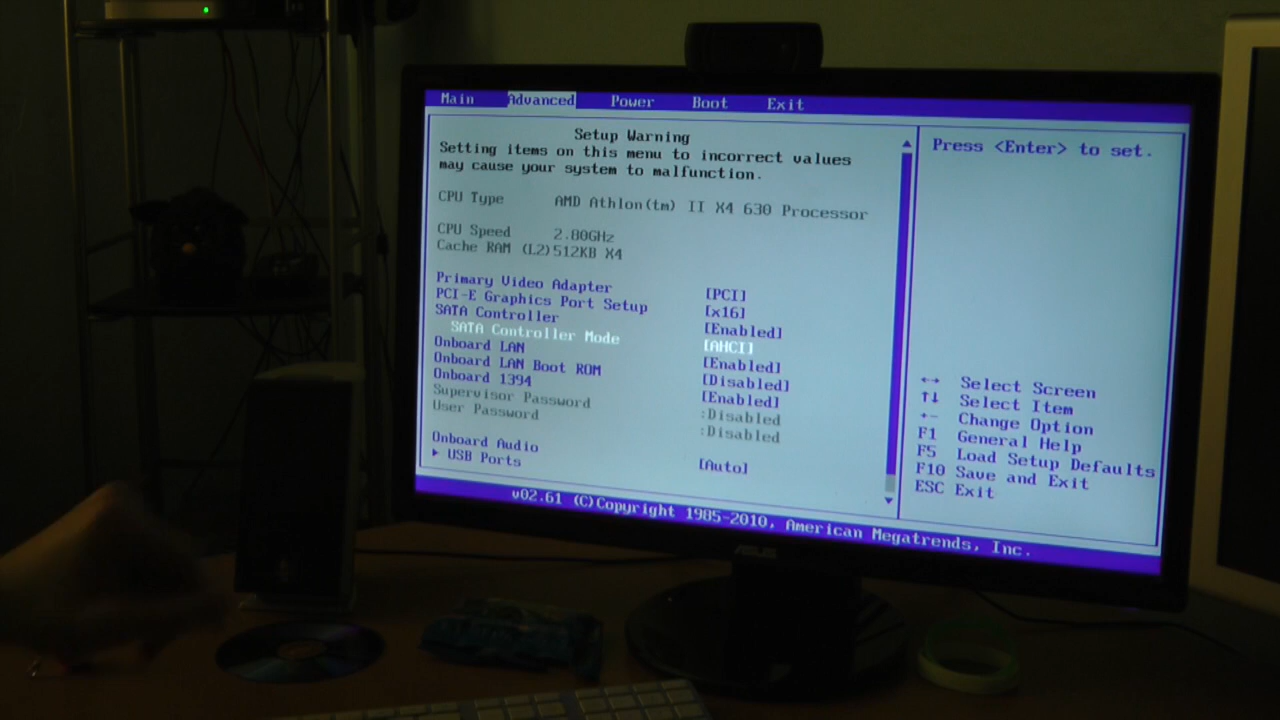 Main Advanced Power Boot Exit
Setup Warning
Setting items on this menu to incorrect values
may cause your system to malfunction.
CPU Type AMD Athlon(tm) II X4 630 Processor
CPU Speed 2.80GHz
Cache RAM (L2) 512KB X4
Primary Video Adapter [PCI]
PCI-E Graphics Port Setup [x16]
SATA Controller [Enabled]
SATA Controller Mode [AHCI]
Onboard LAN [Enabled]
Onboard LAN Boot ROM [Disabled]
Onboard 1394 [Enabled]
Supervisor Password :Disabled
User Password :Disabled
Onboard Audio [Auto]
USB Ports
Press <Enter> to set.
↔ Select Screen
↑↓ Select Item
+- Change Option
F1 General Help
F5 Load Setup Defaults
F10 Save and Exit
ESC Exit
v02.61 (C)Copyright 1985-2010, American Megatrends, Inc.
ASUS